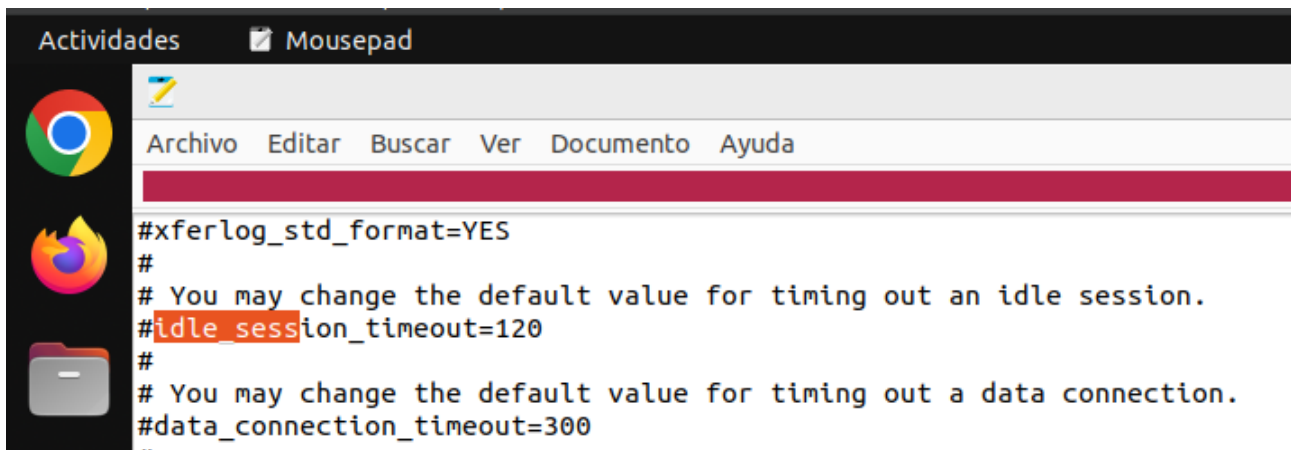 Actividades Mousepad
Archivo Editar Buscar Ver Documento Ayuda
#xferlog_std_format=YES
#
# You may change the default value for timing out an idle session.
#idle_session_timeout=120
#
# You may change the default value for timing out a data connection.
#data_connection_timeout=300